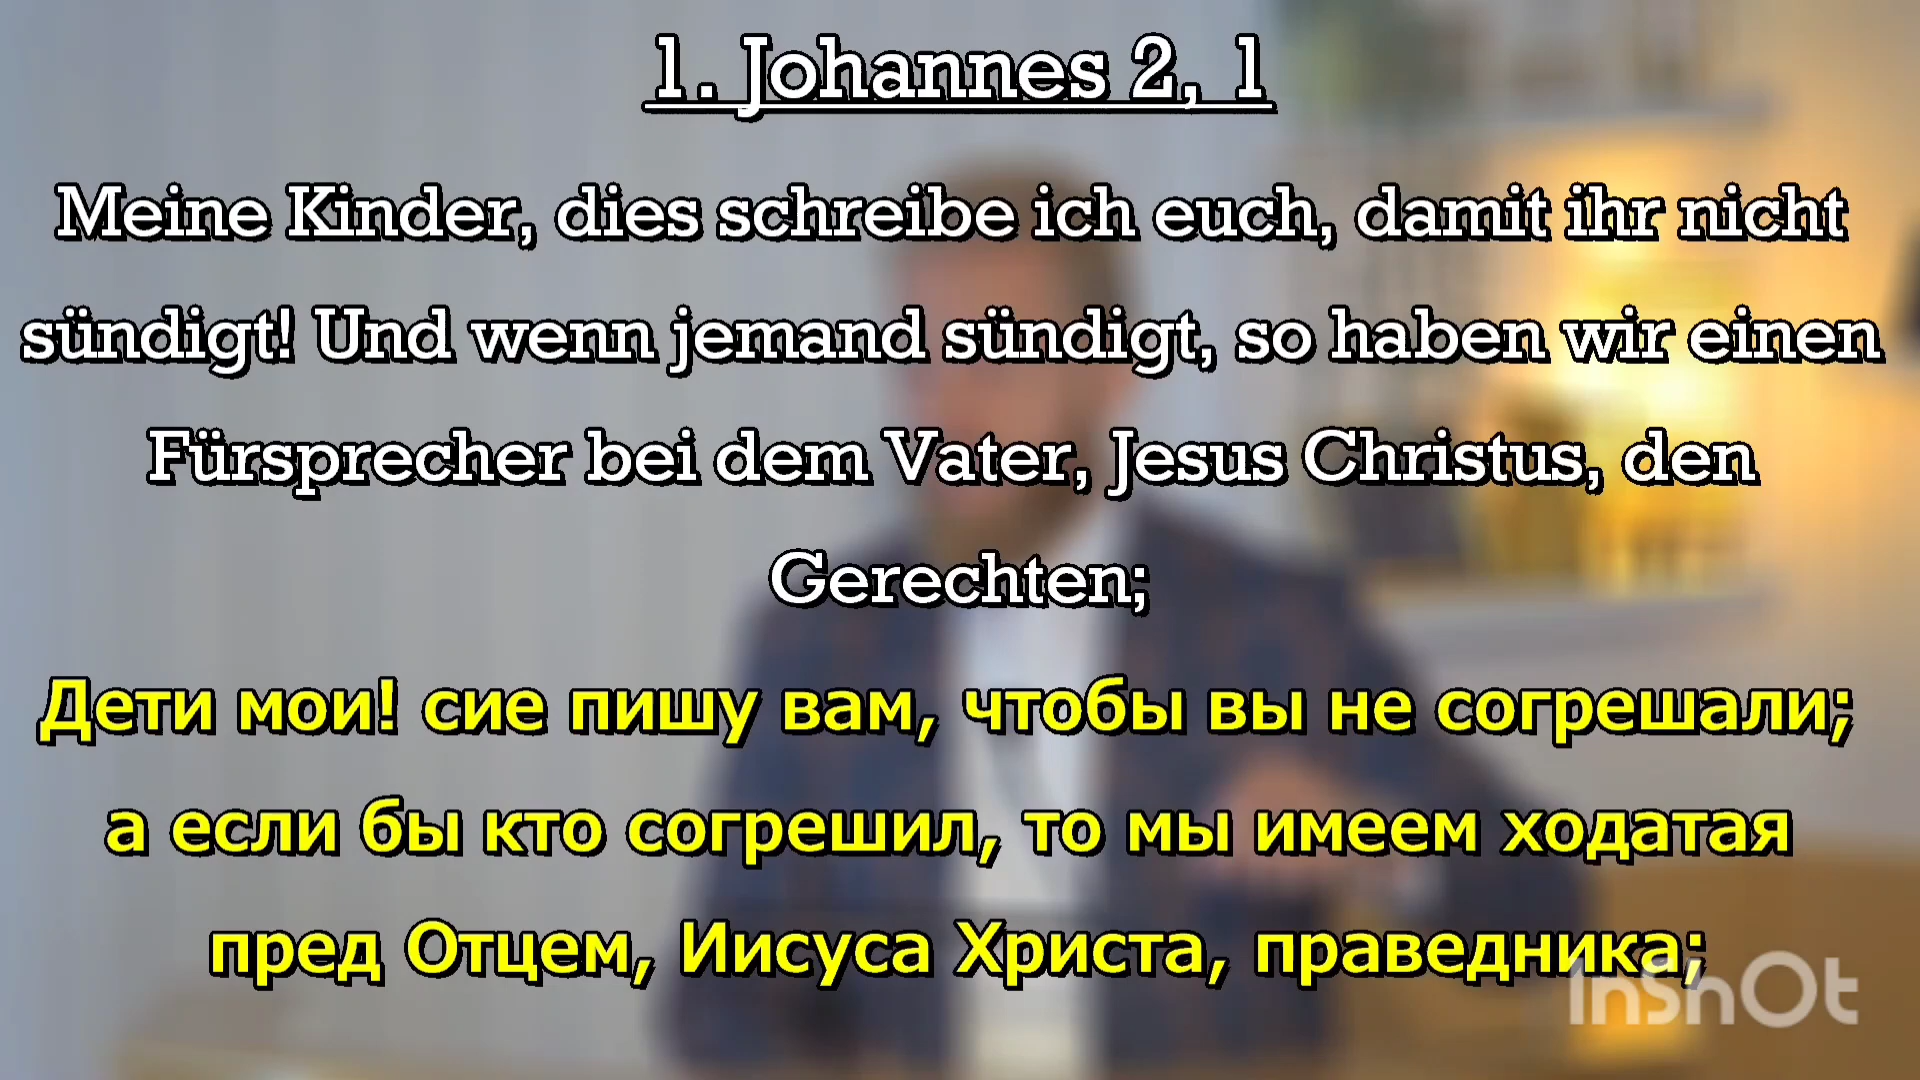 1. Johannes 2, 1
Meine Kinder, dies schreibe ich euch, damit ihr nicht
sündigt! Und wenn jemand sündigt, so haben wir einen
Fürsprecher bei dem Vater, Jesus Christus, den
Gerechten;
Дети мои! сие пишу вам, чтобы вы не согрешали;
а если бы кто согрешил, то мы имеем ходатая
пред Отцем, Иисуса Христа, праведника;
InShOt